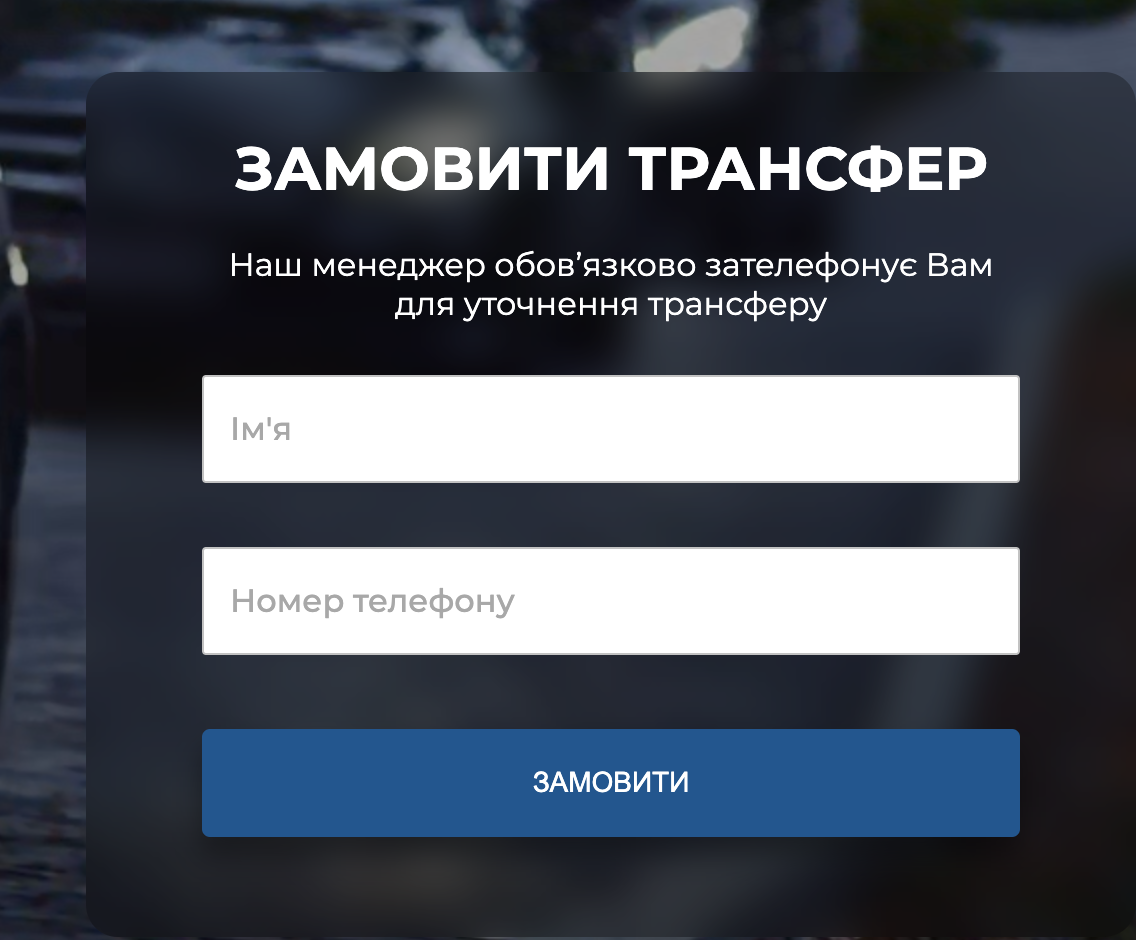 ЗАМОВИТИ ТРАНСФЕР
Наш менеджер обов’язково зателефонує Вам
для уточнення трансферу
Ім'я
Номер телефону
ЗАМОВИТИ